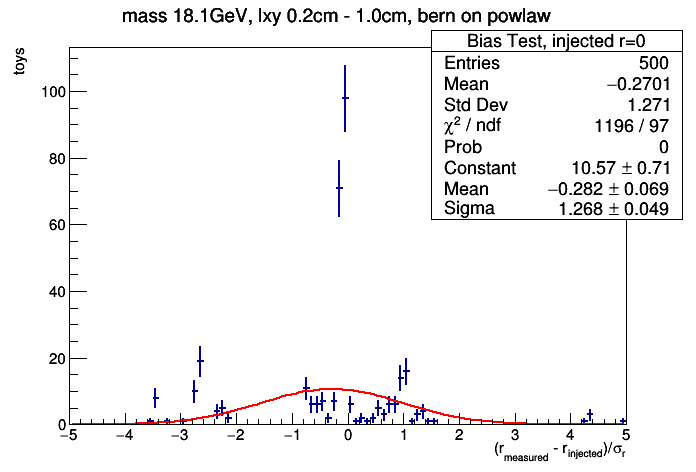 mass 18.1GeV, lxy 0.2cm - 1.0cm, bern on powlaw
Bias Test, injected r=0
Entries 500
Mean −0.2701
Std Dev 1.271
χ² / ndf 1196 / 97
Prob 0
Constant 10.57 ± 0.71
Mean −0.282 ± 0.069
Sigma 1.268 ± 0.049
toys
100
80
60
40
20
0
−5 −4 −3 −2 −1 0 1 2 3 4 5
(r_measured - r_injected)/σ_r